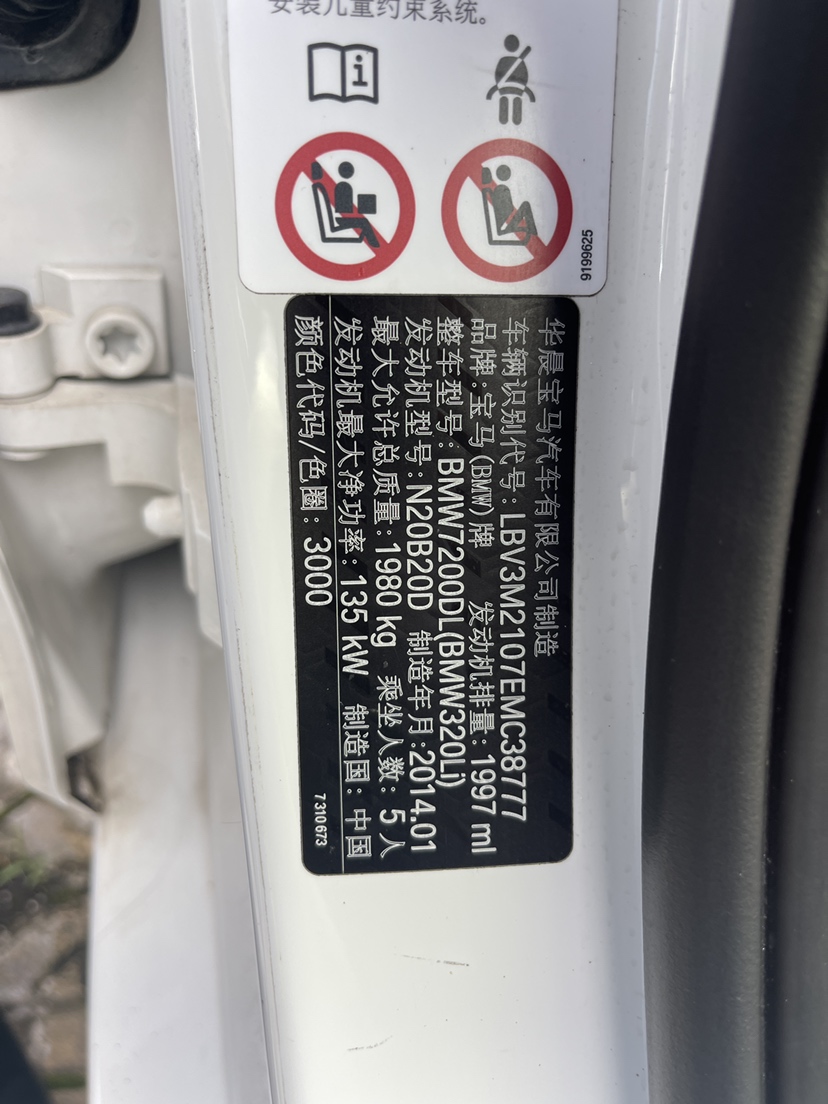 安装儿童约束系统。
9199625
华晨宝马汽车有限公司制造
车辆识别代号：LBV3M2107EMC38777
品牌：宝马(BMW)牌 发动机排量：1997 ml
整车型号：BMW7200DL(BMW320Li)
发动机型号：N20B20D 制造年月：2014.01
最大允许总质量：1980 kg 乘坐人数：5人
发动机最大净功率：135 kW 制造国：中国
颜色代码/色圈：3000
7 310 673